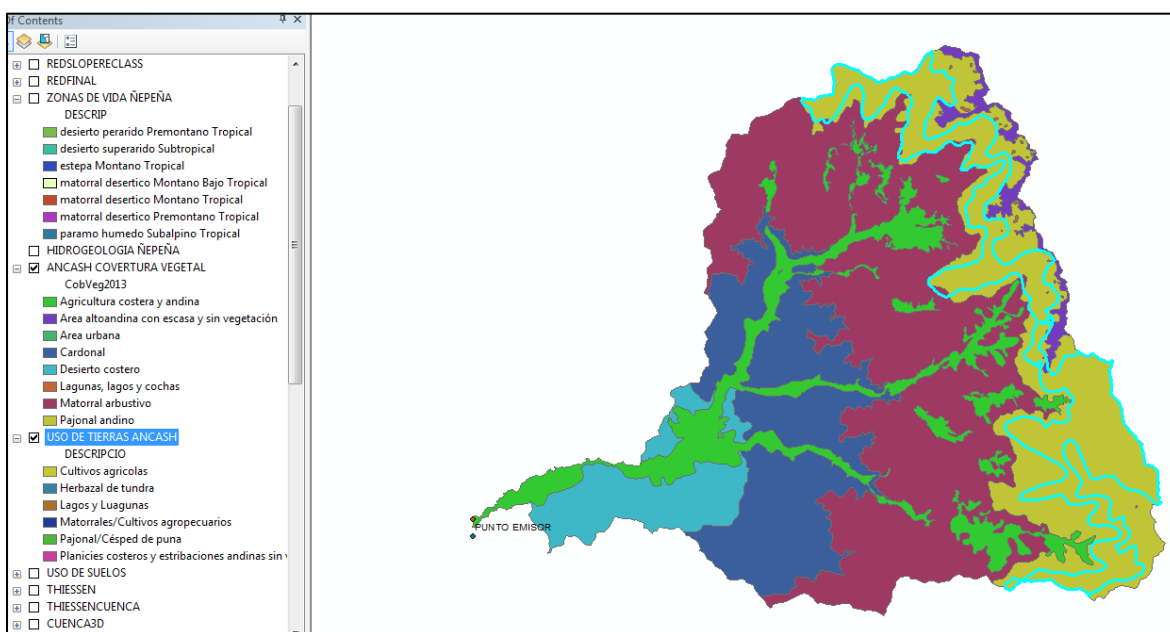 Of Contents
REDSLOPERECLASS
REDFINAL
ZONAS DE VIDA ÑEPEÑA
DESCRIP
desierto perarido Premontano Tropical
desierto superarido Subtropical
estepa Montano Tropical
matorral desertico Montano Bajo Tropical
matorral desertico Montano Tropical
matorral desertico Premontano Tropical
paramo humedo Subalpino Tropical
HIDROGEOLOGIA ÑEPEÑA
ANCASH COVERTURA VEGETAL
CobVeg2013
Agricultura costera y andina
Area altoandina con escasa y sin vegetación
Area urbana
Cardonal
Desierto costero
Lagunas, lagos y cochas
Matorral arbustivo
Pajonal andino
USO DE TIERRAS ANCASH
DESCRIPCIO
Cultivos agricolas
Herbazal de tundra
Lagos y Luagunas
Matorrales/Cultivos agropecuarios
Pajonal/Césped de puna
Planicies costeros y estribaciones andinas sin
USO DE SUELOS
THIESSEN
THIESSENCUENCA
CUENCA3D
PUNTO EMISOR